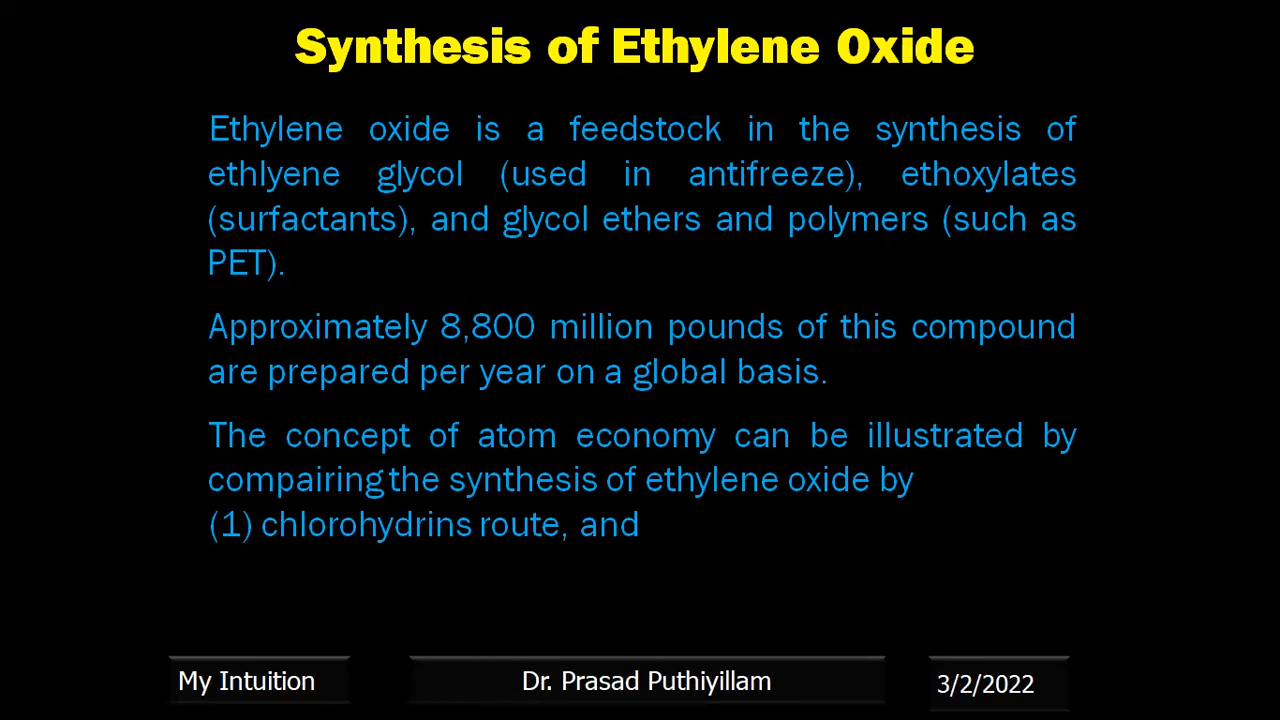 Synthesis of Ethylene Oxide
Ethylene oxide is a feedstock in the synthesis of
ethlyene glycol (used in antifreeze), ethoxylates
(surfactants), and glycol ethers and polymers (such as
PET).
Approximately 8,800 million pounds of this compound
are prepared per year on a global basis.
The concept of atom economy can be illustrated by
compairing the synthesis of ethylene oxide by
(1) chlorohydrins route, and
My Intuition
Dr. Prasad Puthiyillam
3/2/2022